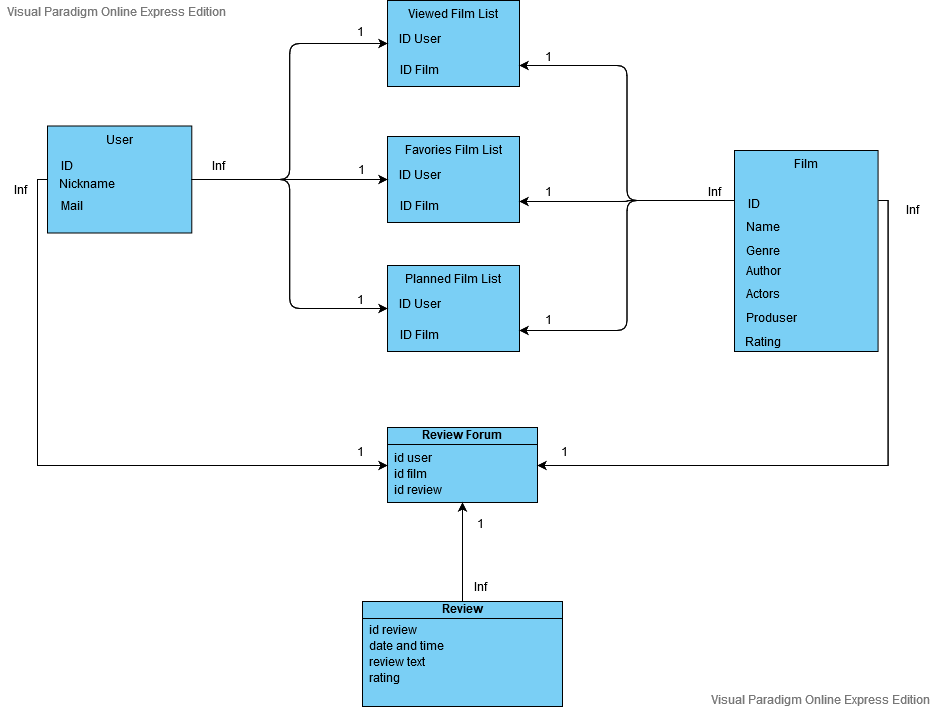 Visual Paradigm Online Express Edition
Viewed Film List
ID User
ID Film
1
1
User
ID
Nickname
Mail
Inf
Inf
Favories Film List
ID User
ID Film
1
1
Film
ID
Name
Genre
Author
Actors
Produser
Rating
Inf
Inf
Planned Film List
ID User
ID Film
1
1
Review Forum
id user
id film
id review
1
1
1
Inf
Review
id review
date and time
review text
rating
Visual Paradigm Online Express Edition